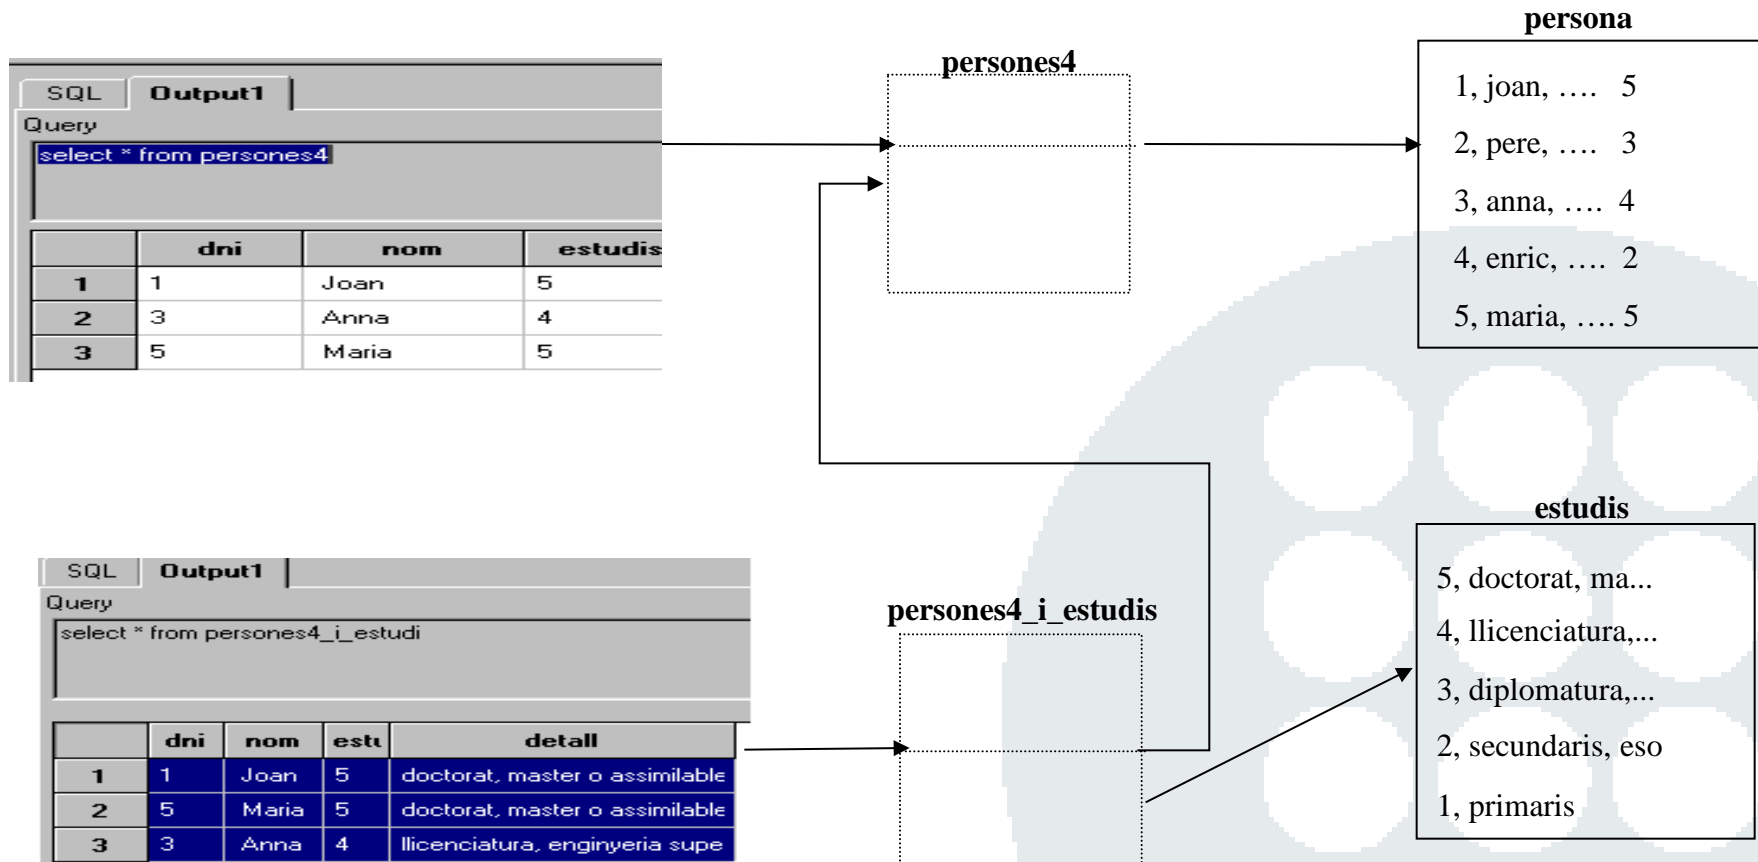 persona
1, joan, …. 5
2, pere, …. 3
3, anna, …. 4
4, enric, …. 2
5, maria, …. 5
persones4
SQL Output1
Query
select * from persones4
dni nom estudis
1 1 Joan 5
2 3 Anna 4
3 5 Maria 5
estudis
5, doctorat, ma...
4, llicenciatura,...
3, diplomatura,...
2, secundaris, eso
1, primaris
persones4_i_estudis
SQL Output1
Query
select * from persones4_i_estudi
dni nom estu detall
1 1 Joan 5 doctorat, master o assimilable
2 5 Maria 5 doctorat, master o assimilable
3 3 Anna 4 llicenciatura, enginyeria supe